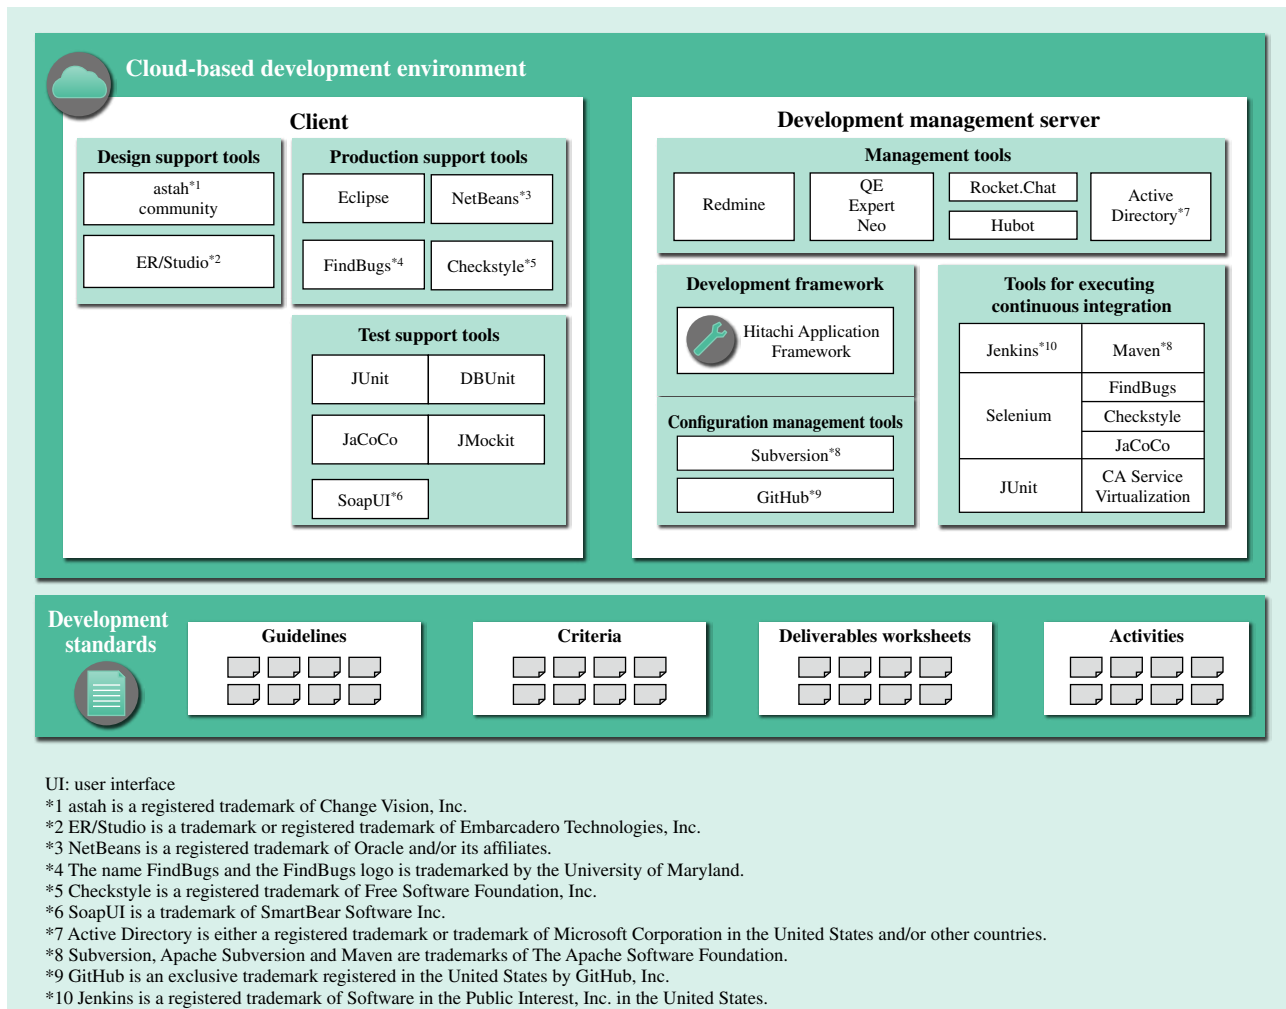 Cloud-based development environment
Client
Design support tools
astah*1
community
ER/Studio*2
Production support tools
Eclipse
NetBeans*3
FindBugs*4
Checkstyle*5
Test support tools
JUnit
DBUnit
JaCoCo
JMockit
SoapUI*6
Development management server
Management tools
Redmine
QE
Expert
Neo
Rocket.Chat
Hubot
Active
Directory*7
Development framework
Hitachi Application
Framework
Configuration management tools
Subversion*8
GitHub*9
Tools for executing
continuous integration
Jenkins*10
Maven*8
Selenium
FindBugs
Checkstyle
JaCoCo
JUnit
CA Service
Virtualization
Development
standards
Guidelines
Criteria
Deliverables worksheets
Activities
UI: user interface
*1 astah is a registered trademark of Change Vision, Inc.
*2 ER/Studio is a trademark or registered trademark of Embarcadero Technologies, Inc.
*3 NetBeans is a registered trademark of Oracle and/or its affiliates.
*4 The name FindBugs and the FindBugs logo is trademarked by the University of Maryland.
*5 Checkstyle is a registered trademark of Free Software Foundation, Inc.
*6 SoapUI is a trademark of SmartBear Software Inc.
*7 Active Directory is either a registered trademark or trademark of Microsoft Corporation in the United States and/or other countries.
*8 Subversion, Apache Subversion and Maven are trademarks of The Apache Software Foundation.
*9 GitHub is an exclusive trademark registered in the United States by GitHub, Inc.
*10 Jenkins is a registered trademark of Software in the Public Interest, Inc. in the United States.